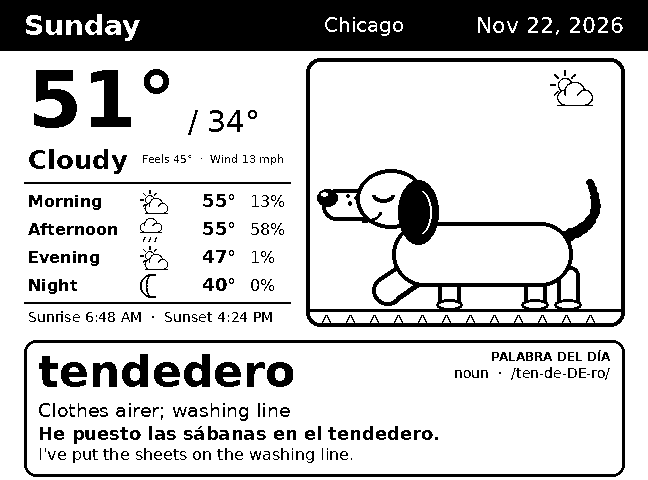 Sunday Chicago Nov 22, 2026
51° / 34°
Cloudy Feels 45° · Wind 13 mph
Morning 55° 13%
Afternoon 55° 58%
Evening 47° 1%
Night 40° 0%
Sunrise 6:48 AM · Sunset 4:24 PM
tendedero PALABRA DEL DÍA
noun · /ten-de-DE-ro/
Clothes airer; washing line
He puesto las sábanas en el tendedero.
I've put the sheets on the washing line.